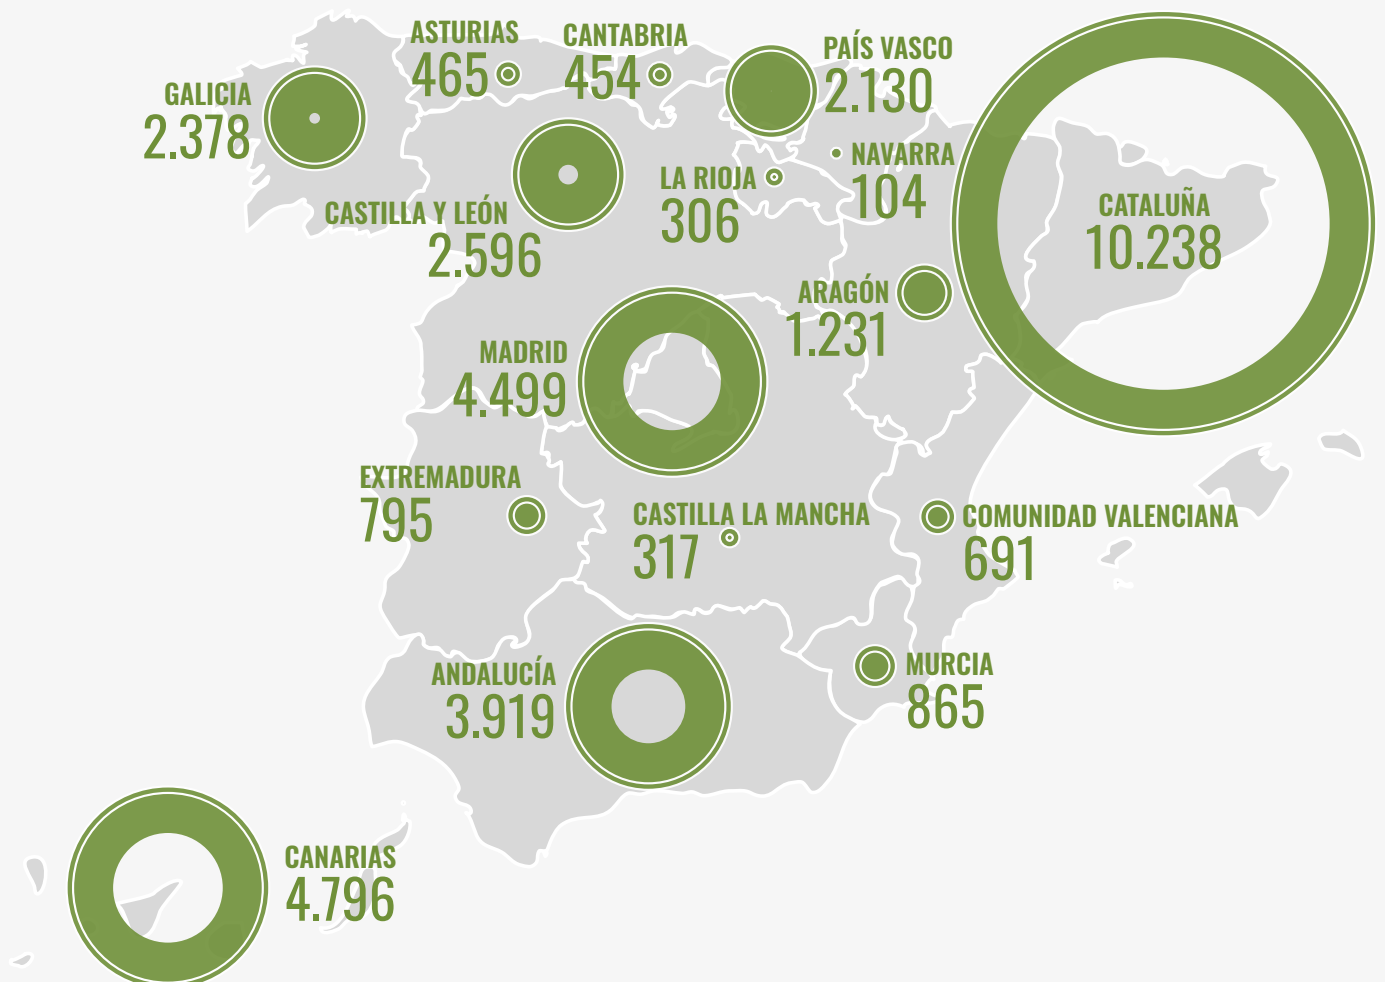 ASTURIAS
465
CANTABRIA
454
PAÍS VASCO
2.130
GALICIA
2.378
NAVARRA
104
LA RIOJA
306
CASTILLA Y LEÓN
2.596
CATALUÑA
10.238
ARAGÓN
1.231
MADRID
4.499
EXTREMADURA
795
CASTILLA LA MANCHA
317
COMUNIDAD VALENCIANA
691
ANDALUCÍA
3.919
MURCIA
865
CANARIAS
4.796